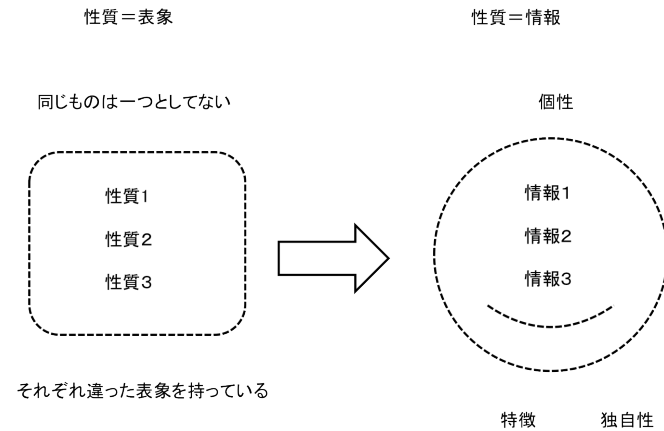 性質＝表象
性質＝情報
同じものは一つとしてない
個性
性質1
性質2
性質3
情報1
情報2
情報3
それぞれ違った表象を持っている
特徴
独自性